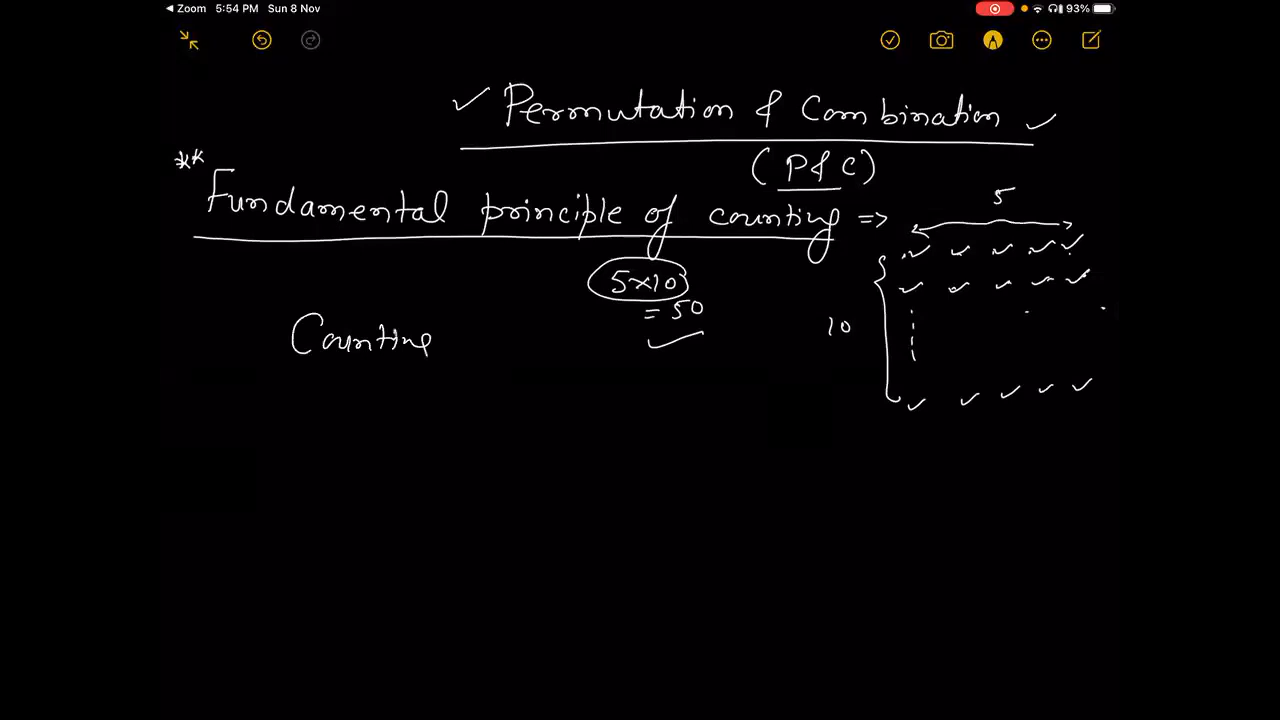 Zoom 5:54 PM Sun 8 Nov 93%
✓ Permutation & Combination ✓
(P & C)
** Fundamental principle of counting =>
5
5×10
= 50
10
Counting